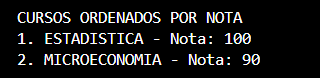 CURSOS ORDENADOS POR NOTA
1. ESTADISTICA - Nota: 100
2. MICROECONOMIA - Nota: 90